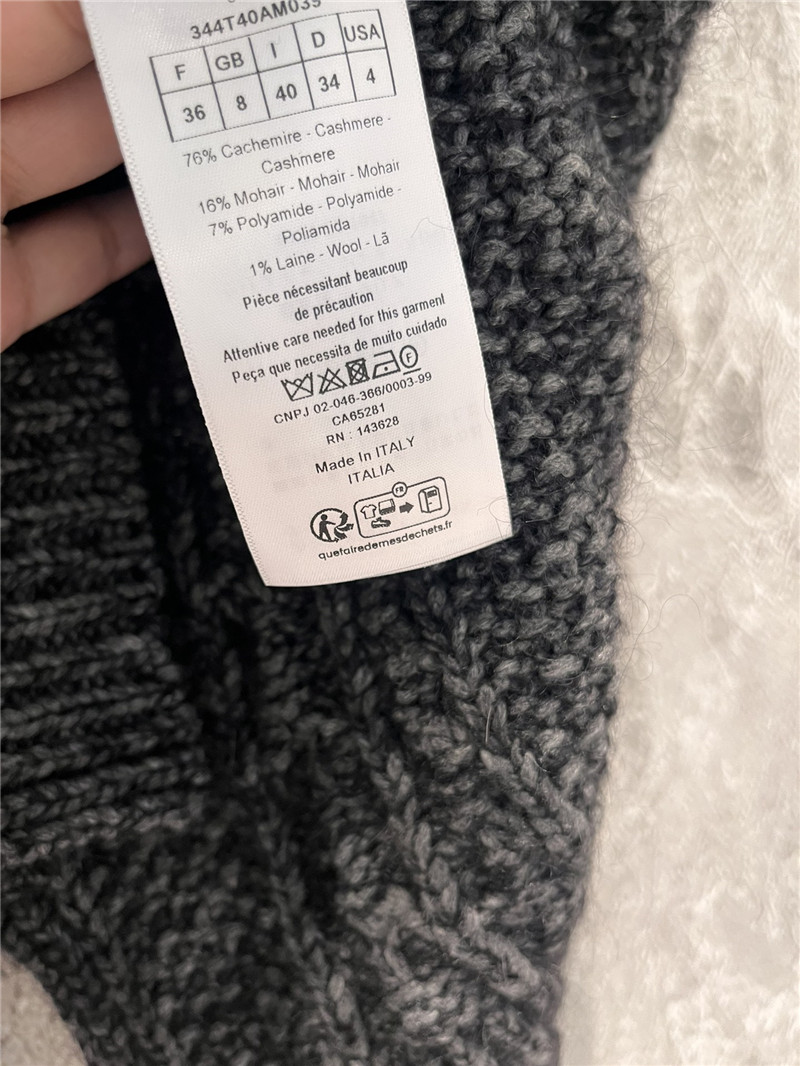 344T40AM039
F GB I D USA
36 8 40 34 4
76% Cachemire - Cashmere -
Cashmere
16% Mohair - Mohair - Mohair
7% Polyamide - Polyamide -
Poliamida
1% Laine - Wool - Lã
Pièce nécessitant beaucoup
de précaution
Attentive care needed for this garment
Peça que necessita de muito cuidado
F
CNPJ 02-046-366/0003-99
CA65281
RN : 143628
Made In ITALY
ITALIA
FR
quefairedemesdechets.fr